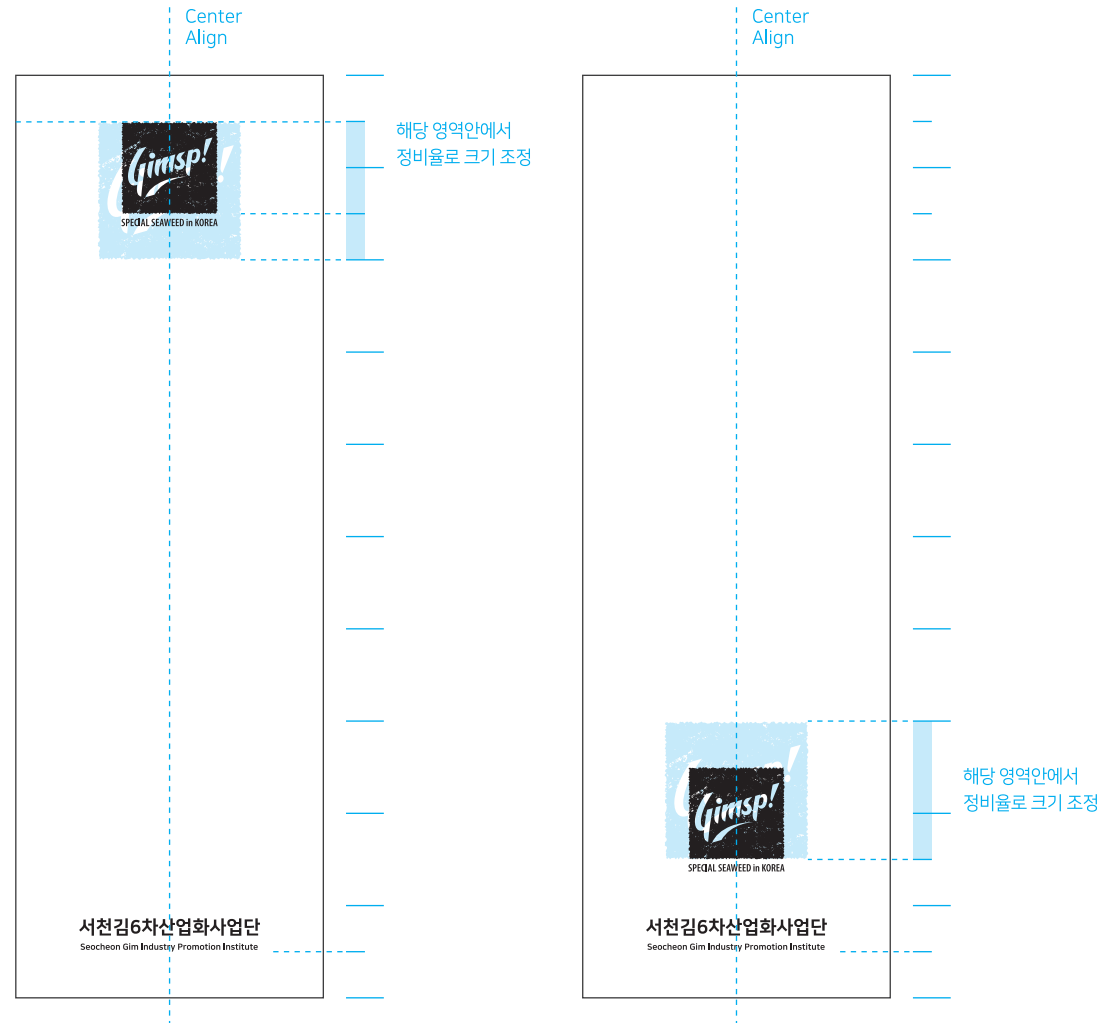 Center
Align
해당 영역안에서
정비율로 크기 조정
Gimsp!
SPECIAL SEAWEED in KOREA
서천김6차산업화사업단
Seocheon Gim Industry Promotion Institute
Center
Align
해당 영역안에서
정비율로 크기 조정
Gimsp!
SPECIAL SEAWEED in KOREA
서천김6차산업화사업단
Seocheon Gim Industry Promotion Institute